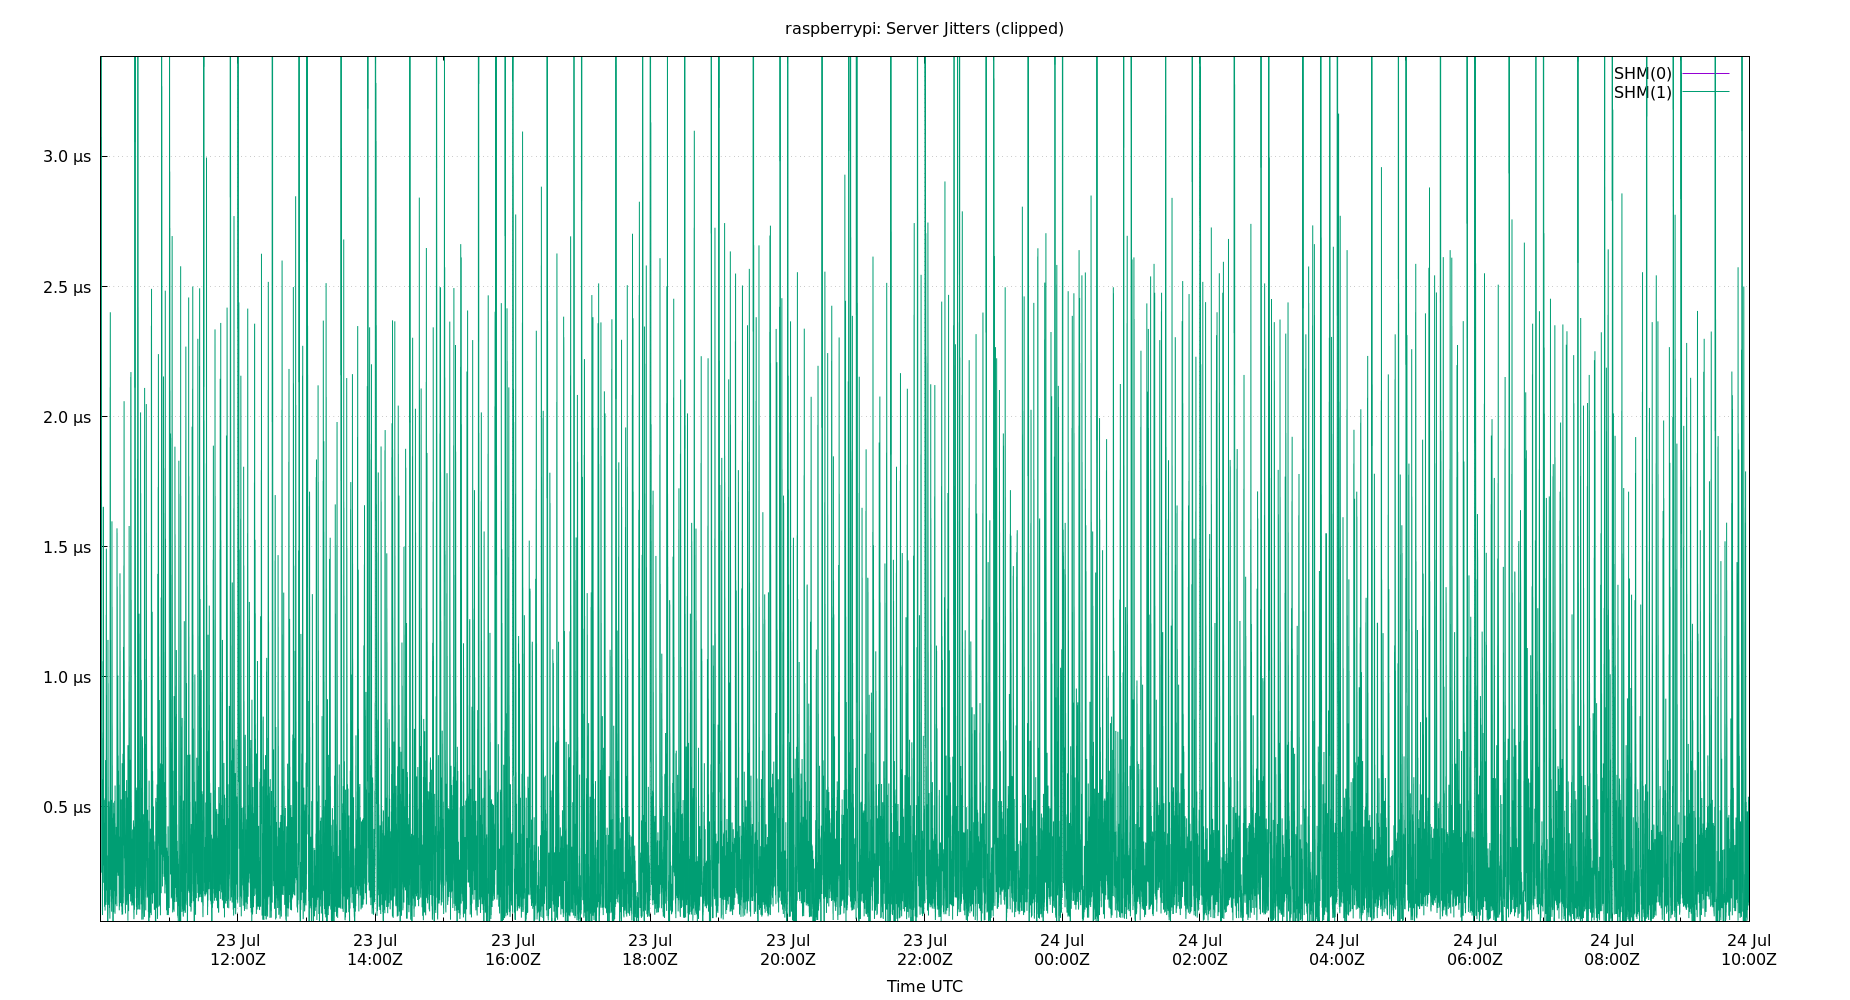 raspberrypi: Server Jitters (clipped)
SHM(0)
SHM(1)
3.0 µs
2.5 µs
2.0 µs
1.5 µs
1.0 µs
0.5 µs
23 Jul 23 Jul 23 Jul 23 Jul 23 Jul 23 Jul 24 Jul 24 Jul 24 Jul 24 Jul 24 Jul 24 Jul
12:00Z 14:00Z 16:00Z 18:00Z 20:00Z 22:00Z 00:00Z 02:00Z 04:00Z 06:00Z 08:00Z 10:00Z
Time UTC